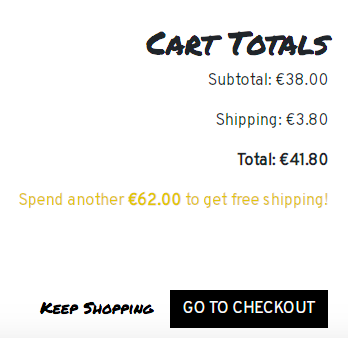 Cart Totals
Subtotal: €38.00
Shipping: €3.80
Total: €41.80
Spend another €62.00 to get free shipping!
Keep Shopping GO TO CHECKOUT